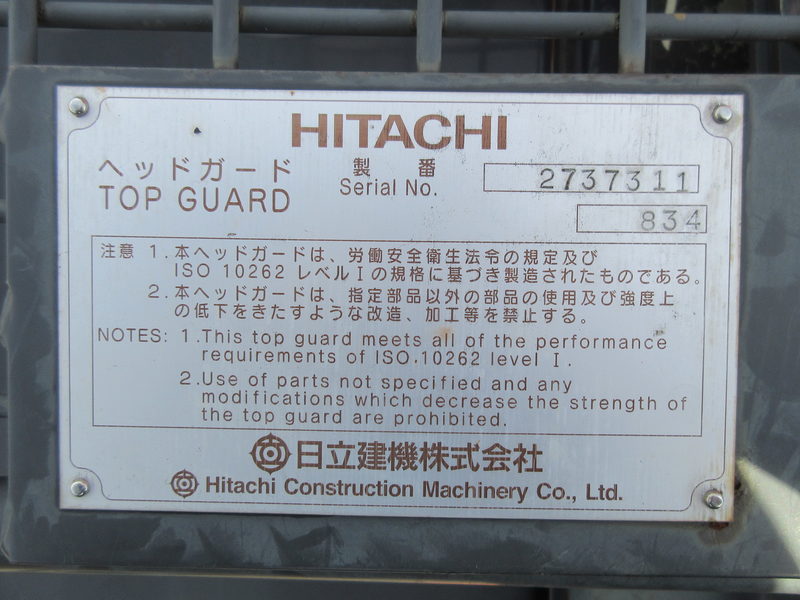 HITACHI
ヘッドガード
TOP GUARD
製 番
Serial No.
2737311
834
注意 1.本ヘッドガードは、労働安全衛生法令の規定及び
ISO 10262 レベルIの規格に基づき製造されたものである。
2.本ヘッドガードは、指定部品以外の部品の使用及び強度上
の低下をきたすような改造、加工等を禁止する。
NOTES: 1.This top guard meets all of the performance
requirements of ISO.10262 level I.
2.Use of parts not specified and any
modifications which decrease the strength of
the top guard are prohibited.
日立建機株式会社
Hitachi Construction Machinery Co., Ltd.